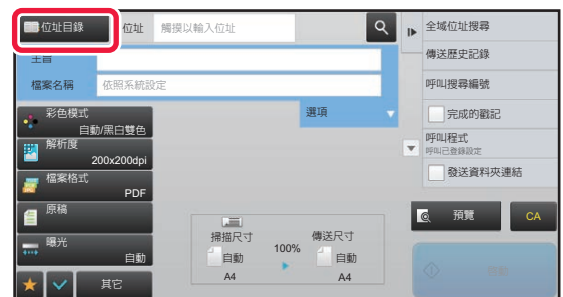 位址目錄
位址
觸摸以輸入位址
主旨
檔案名稱
依照系統設定
選項
彩色模式
自動/黑白雙色
解析度
200x200dpi
檔案格式
PDF
原稿
曝光
自動
其它
掃描尺寸
自動
A4
100%
傳送尺寸
自動
A4
全域位址搜尋
傳送歷史記錄
呼叫搜尋編號
完成的戳記
呼叫程式
呼叫已登錄設定
發送資料夾連結
預覽
CA